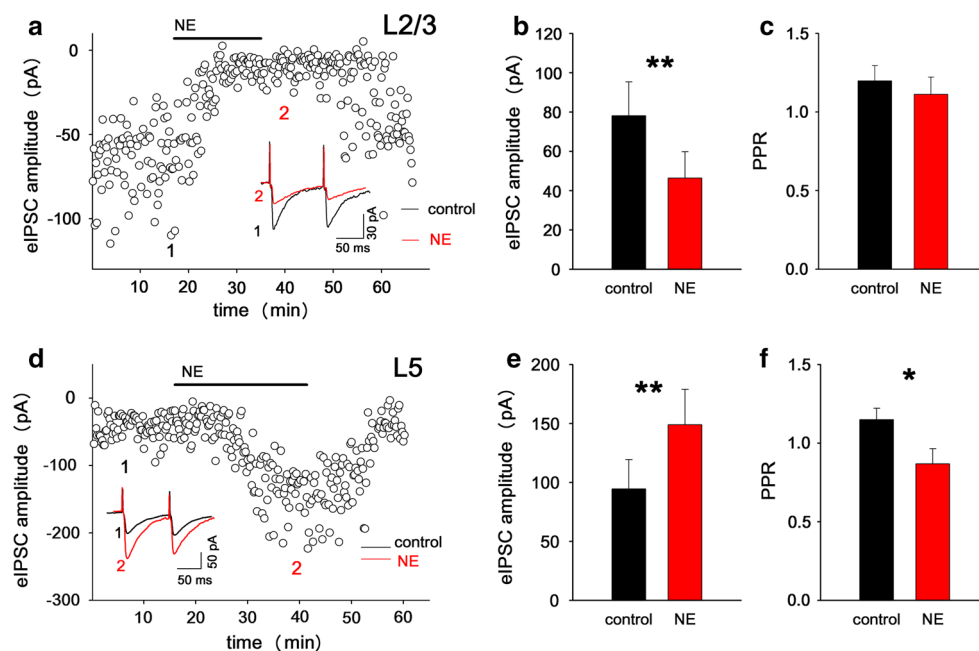 a
NE
L2/3
eIPSC amplitude (pA)
0
-50
-100
1
2
2
1
30 pA
50 ms
control
NE
10 20 30 40 50 60
time (min)
b
eIPSC amplitude (pA)
120
100
80
60
40
20
0
**
control NE
c
PPR
1.5
1.0
0.0
control NE
d
NE
L5
eIPSC amplitude (pA)
0
-100
-200
-300
1
1
2
2
50 pA
50 ms
control
NE
10 20 30 40 50 60
time (min)
e
eIPSC amplitude (pA)
200
150
100
50
0
**
control NE
f
PPR
1.5
1.0
0.5
0.0
*
control NE